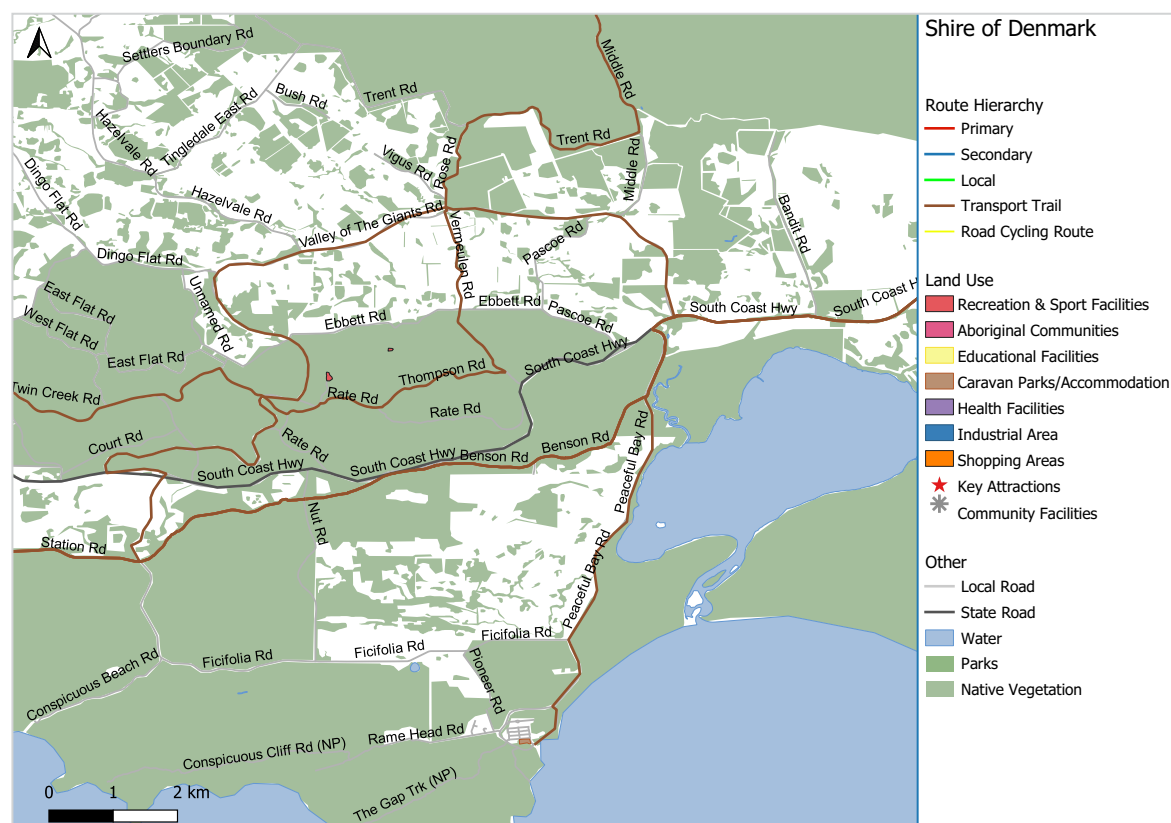 Shire of Denmark
Route Hierarchy
Primary
Secondary
Local
Transport Trail
Road Cycling Route
Land Use
Recreation & Sport Facilities
Aboriginal Communities
Educational Facilities
Caravan Parks/Accommodation
Health Facilities
Industrial Area
Shopping Areas
Key Attractions
Community Facilities
Other
Local Road
State Road
Water
Parks
Native Vegetation
Settlers Boundary Rd
Middle Rd
Bush Rd
Trent Rd
Tingledale East Rd
Hazelvale Rd
Trent Rd
Rose Rd
Vigus Rd
Middle Rd
Dingo Flat Rd
Hazelvale Rd
Valley of The Giants Rd
Vermeulen Rd
Pascoe Rd
Bandit Rd
Dingo Flat Rd
Unnamed Rd
East Flat Rd
West Flat Rd
East Flat Rd
Ebbett Rd
Ebbett Rd
Pascoe Rd
South Coast Hwy
South Coast H
South Coast Hwy
Thompson Rd
Twin Creek Rd
Rate Rd
Rate Rd
Court Rd
Rate Rd
South Coast Hwy
South Coast Hwy
Benson Rd
Benson Rd
Peaceful Bay Rd
Nut Rd
Station Rd
Peaceful Bay Rd
Ficifolia Rd
Ficifolia Rd
Ficifolia Rd
Conspicuous Beach Rd
Pioneer Rd
Rame Head Rd
Conspicuous Cliff Rd (NP)
The Gap Trk (NP)
0 1 2 km